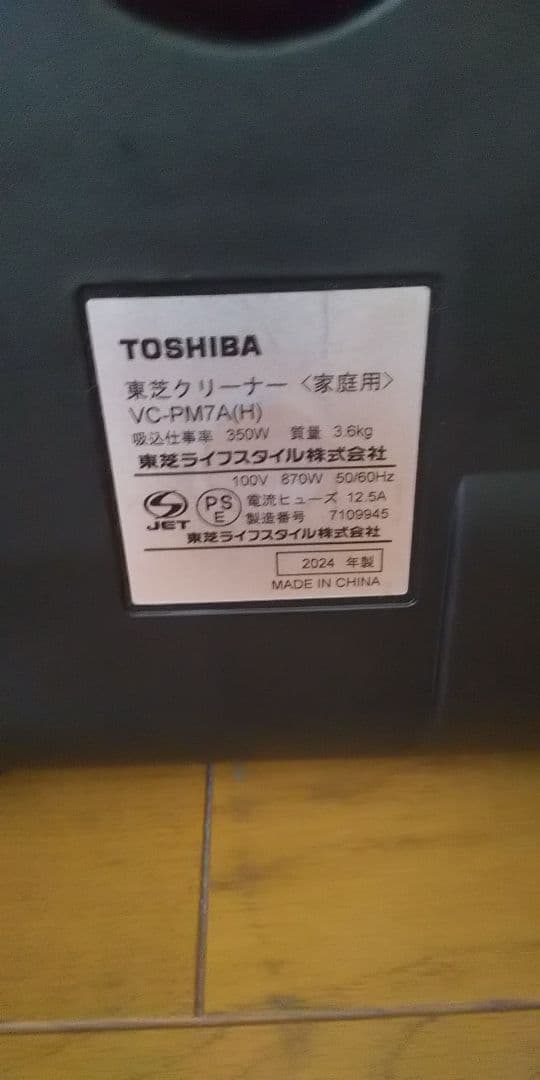 TOSHIBA
東芝クリーナー〈家庭用〉
VC-PM7A(H)
吸込仕事率 350W 質量 3.6kg
東芝ライフスタイル株式会社
100V 870W 50/60Hz
電流ヒューズ 12.5A
製造番号 7109945
JET
PS
E
東芝ライフスタイル株式会社
2024 年製
MADE IN CHINA